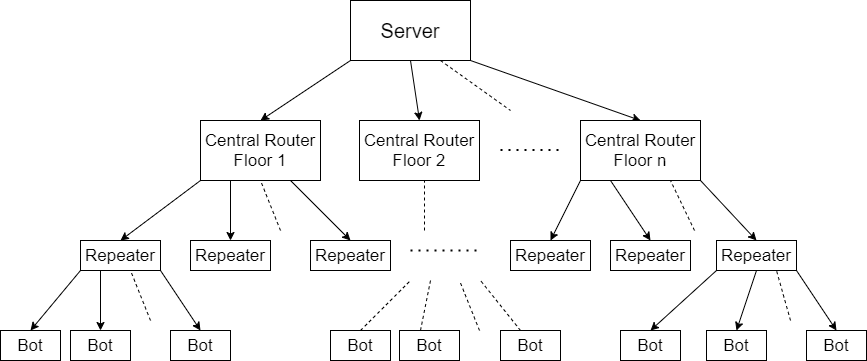 Server
Central Router
Floor 1
Central Router
Floor 2
Central Router
Floor n
Repeater
Repeater
Repeater
Repeater
Repeater
Repeater
Bot
Bot
Bot
Bot
Bot
Bot
Bot
Bot
Bot